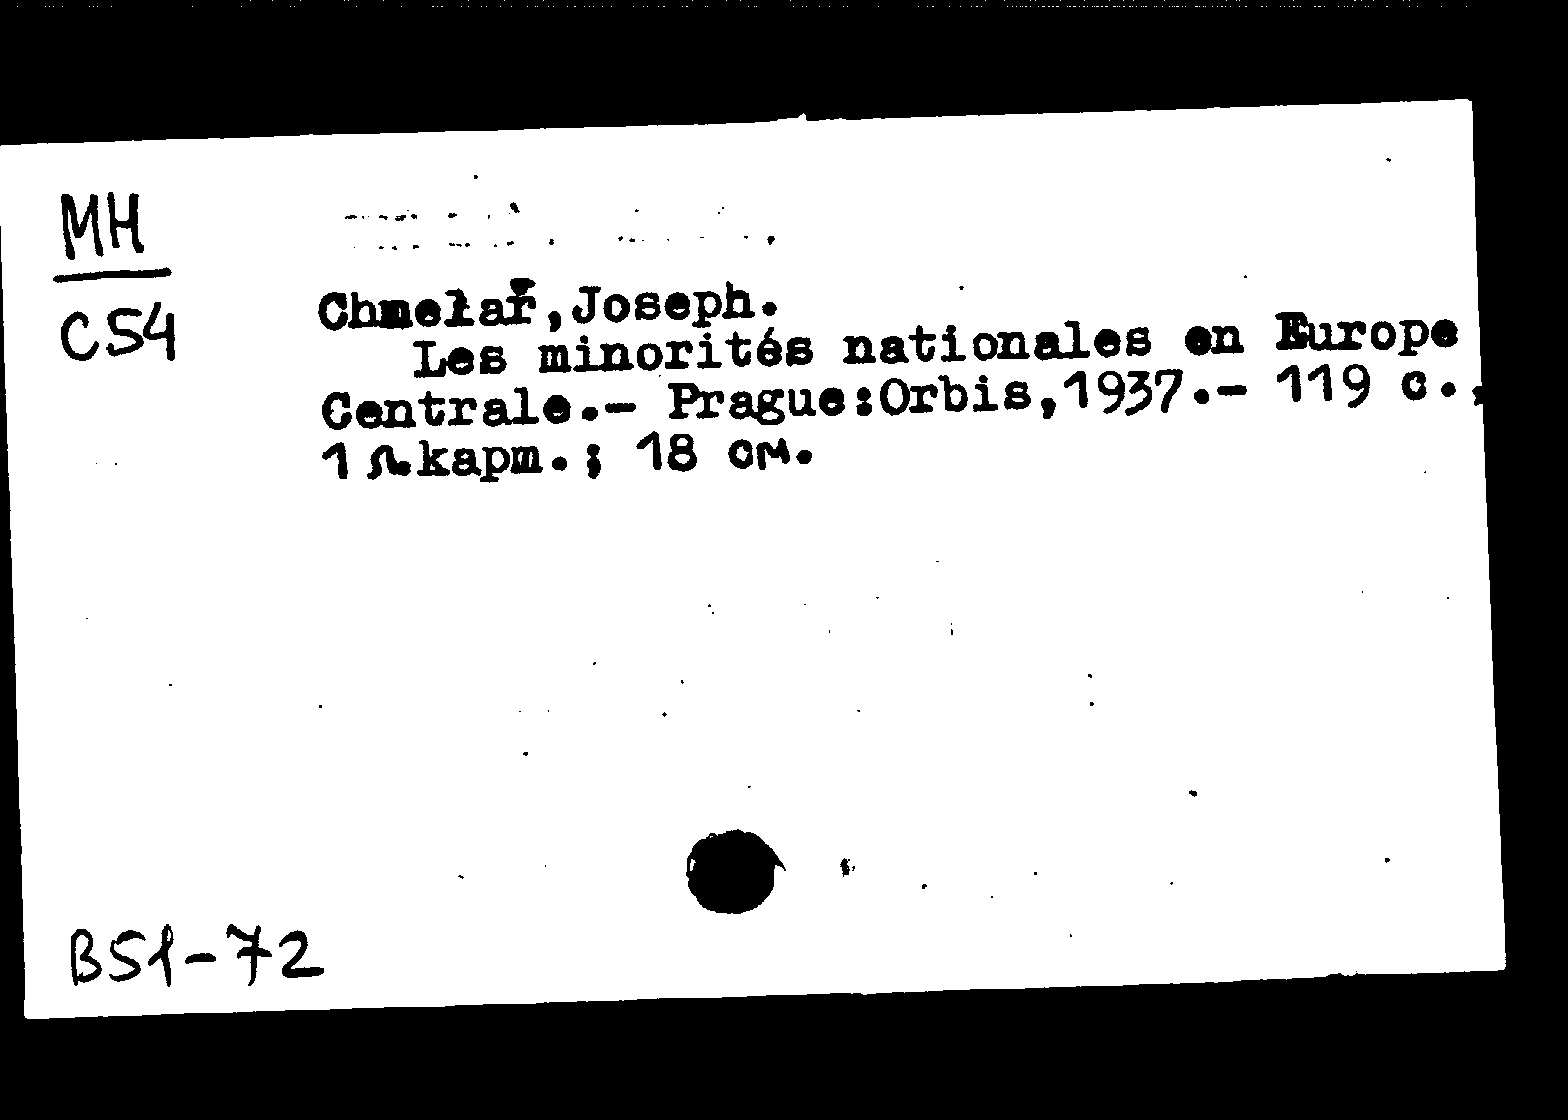 MH
C54
Chmelař,Joseph.
Les minorités nationales en Europe
Centrale.- Prague:Orbis,1937.- 119 c.,
1 л.карт.; 18 см.
B51-72